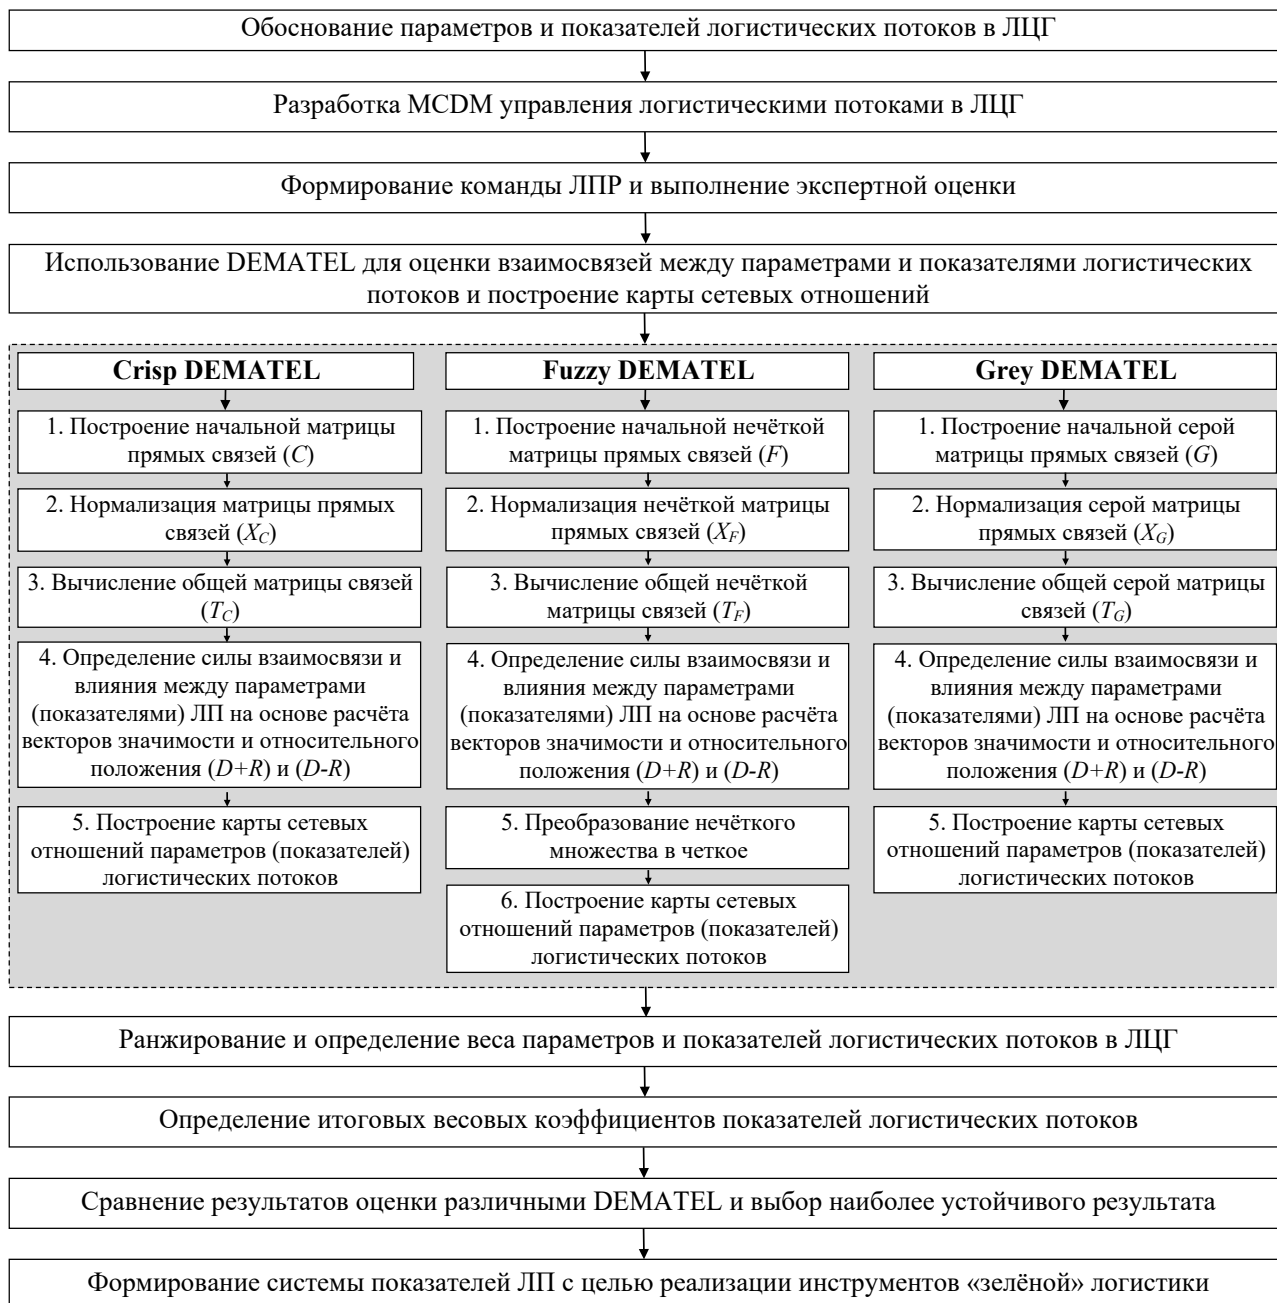 Обоснование параметров и показателей логистических потоков в ЛЦГ
Разработка MCDM управления логистическими потоками в ЛЦГ
Формирование команды ЛПР и выполнение экспертной оценки
Использование DEMATEL для оценки взаимосвязей между параметрами и показателями логистических
потоков и построение карты сетевых отношений
Crisp DEMATEL
1. Построение начальной матрицы
прямых связей (C)
2. Нормализация матрицы прямых
связей (X_C)
3. Вычисление общей матрицы связей
(T_C)
4. Определение силы взаимосвязи и
влияния между параметрами
(показателями) ЛП на основе расчёта
векторов значимости и относительного
положения (D+R) и (D-R)
5. Построение карты сетевых
отношений параметров (показателей)
логистических потоков
Fuzzy DEMATEL
1. Построение начальной нечёткой
матрицы прямых связей (F)
2. Нормализация нечёткой матрицы
прямых связей (X_F)
3. Вычисление общей нечёткой
матрицы связей (T_F)
4. Определение силы взаимосвязи и
влияния между параметрами
(показателями) ЛП на основе расчёта
векторов значимости и относительного
положения (D+R) и (D-R)
5. Преобразование нечёткого
множества в четкое
6. Построение карты сетевых
отношений параметров (показателей)
логистических потоков
Grey DEMATEL
1. Построение начальной серой
матрицы прямых связей (G)
2. Нормализация серой матрицы
прямых связей (X_G)
3. Вычисление общей серой матрицы
связей (T_G)
4. Определение силы взаимосвязи и
влияния между параметрами
(показателями) ЛП на основе расчёта
векторов значимости и относительного
положения (D+R) и (D-R)
5. Построение карты сетевых
отношений параметров (показателей)
логистических потоков
Ранжирование и определение веса параметров и показателей логистических потоков в ЛЦГ
Определение итоговых весовых коэффициентов показателей логистических потоков
Сравнение результатов оценки различными DEMATEL и выбор наиболее устойчивого результата
Формирование системы показателей ЛП с целью реализации инструментов «зелёной» логистики